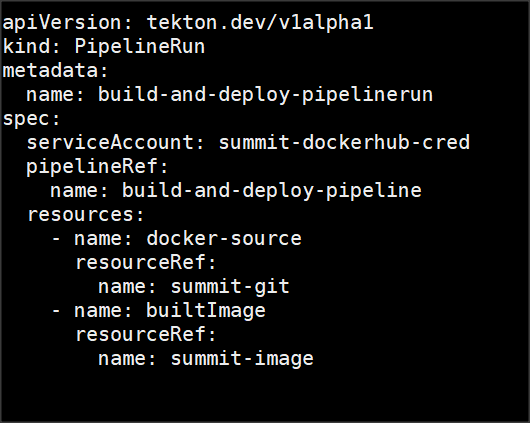 apiVersion: tekton.dev/v1alpha1
kind: PipelineRun
metadata:
  name: build-and-deploy-pipelinerun
spec:
  serviceAccount: summit-dockerhub-cred
  pipelineRef:
    name: build-and-deploy-pipeline
  resources:
    - name: docker-source
      resourceRef:
        name: summit-git
    - name: builtImage
      resourceRef:
        name: summit-image